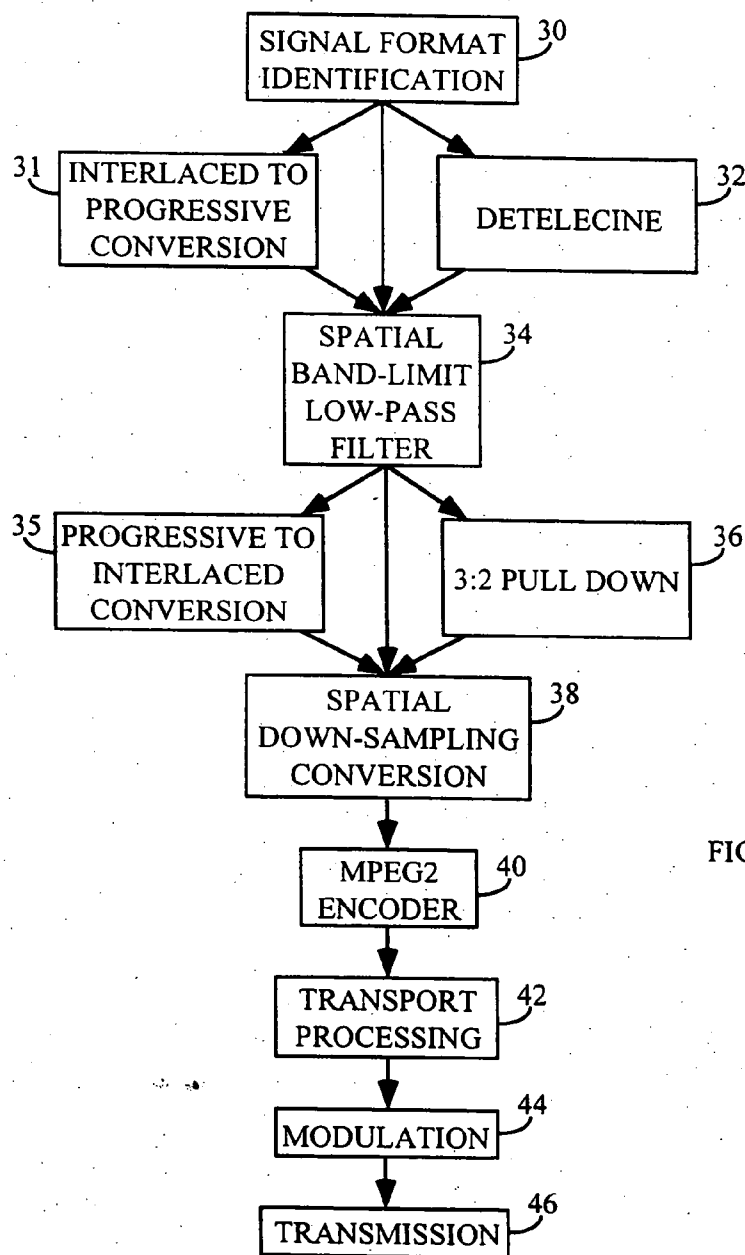 SIGNAL FORMAT
IDENTIFICATION
30
31
INTERLACED TO
PROGRESSIVE
CONVERSION
DETELECINE
32
SPATIAL
BAND-LIMIT
LOW-PASS
FILTER
34
35
PROGRESSIVE TO
INTERLACED
CONVERSION
3:2 PULL DOWN
36
SPATIAL
DOWN-SAMPLING
CONVERSION
38
MPEG2
ENCODER
40
TRANSPORT
PROCESSING
42
MODULATION
44
TRANSMISSION
46